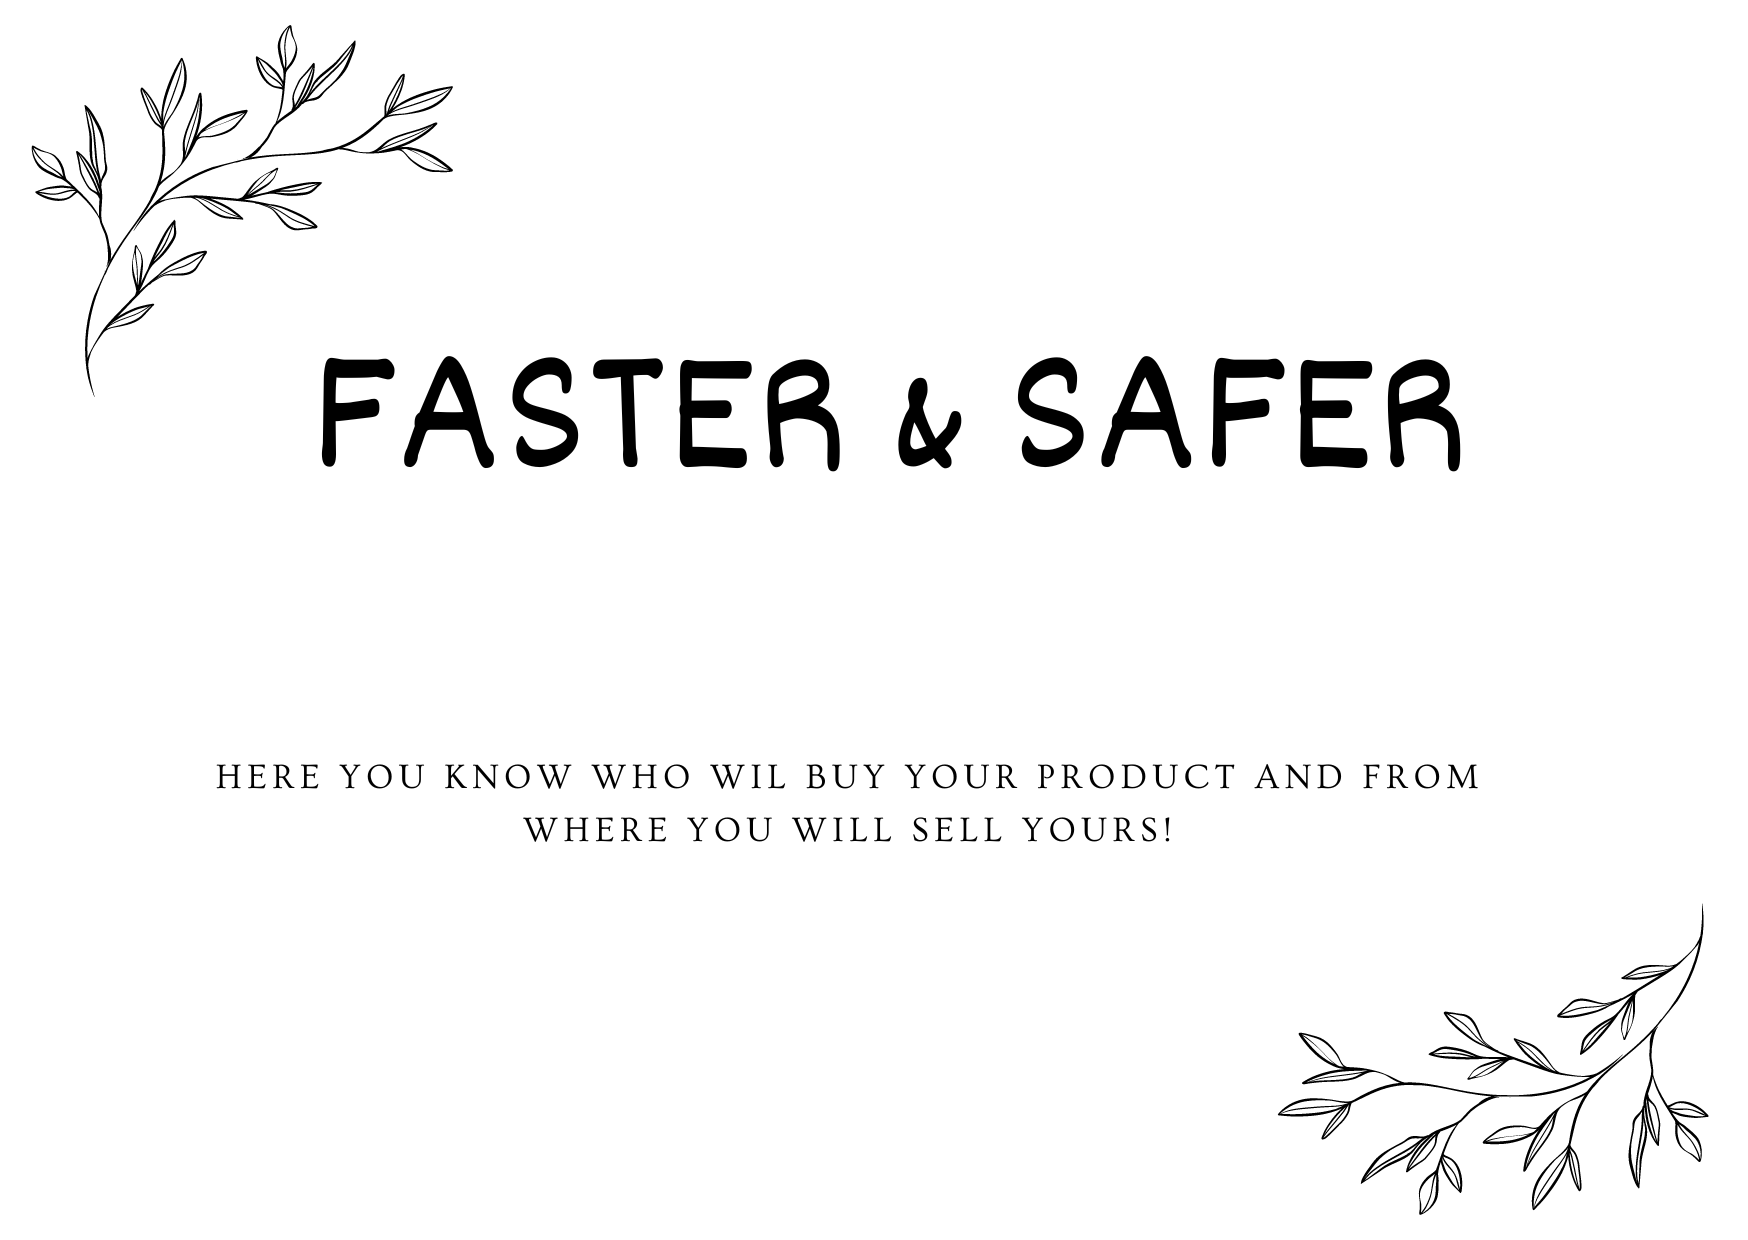 FASTER & SAFER
HERE YOU KNOW WHO WIL BUY YOUR PRODUCT AND FROM
WHERE YOU WILL SELL YOURS!